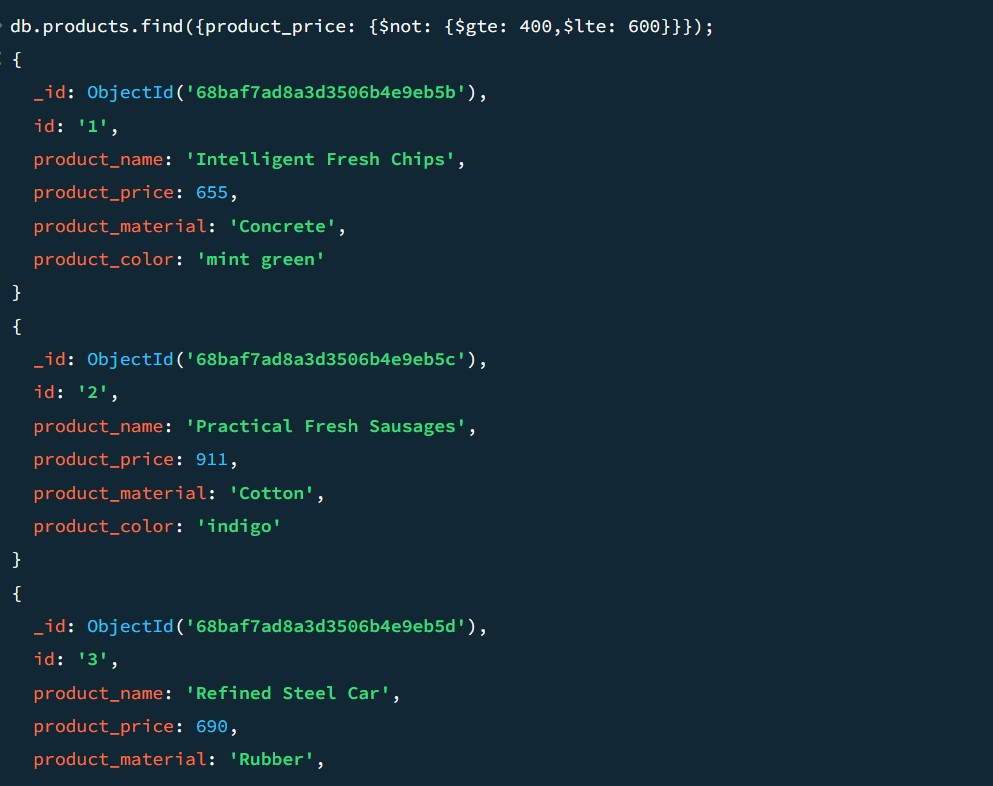 db.products.find({product_price: {$not: {$gte: 400,$lte: 600}}});
{
  _id: ObjectId('68baf7ad8a3d3506b4e9eb5b'),
  id: '1',
  product_name: 'Intelligent Fresh Chips',
  product_price: 655,
  product_material: 'Concrete',
  product_color: 'mint green'
}
{
  _id: ObjectId('68baf7ad8a3d3506b4e9eb5c'),
  id: '2',
  product_name: 'Practical Fresh Sausages',
  product_price: 911,
  product_material: 'Cotton',
  product_color: 'indigo'
}
{
  _id: ObjectId('68baf7ad8a3d3506b4e9eb5d'),
  id: '3',
  product_name: 'Refined Steel Car',
  product_price: 690,
  product_material: 'Rubber',